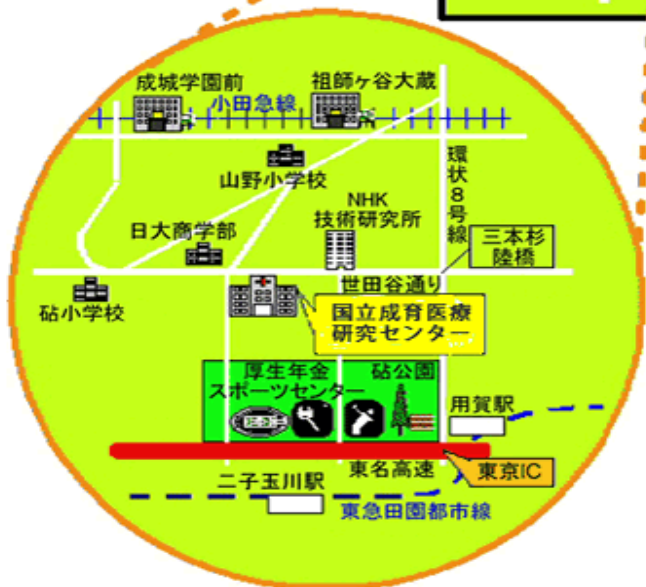 成城学園前
祖師ヶ谷大蔵
小田急線
山野小学校
環状8号線
NHK
技術研究所
日大商学部
三本杉
陸橋
世田谷通り
砧小学校
国立成育医療
研究センター
厚生年金
スポーツセンター
砧公園
用賀駅
東名高速
東京IC
二子玉川駅
東急田園都市線